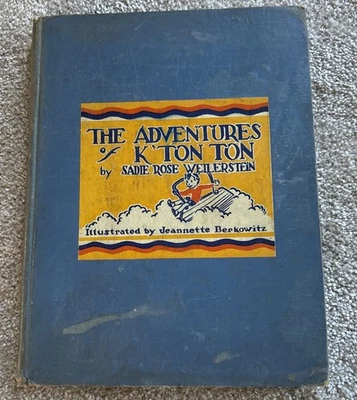 THE ADVENTURES
of K'TON TON
by SADIE ROSE WEILERSTEIN
Illustrated by Jeannette Berkowitz